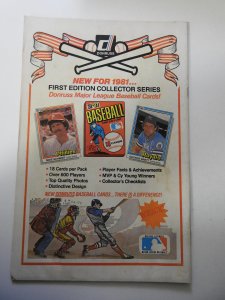 DONRUSS
NEW FOR 1981...
FIRST EDITION COLLECTOR SERIES
Donruss Major League Baseball Cards!
BASEBALL
• 18 Cards per Pack
• Over 600 Players
• Top Quality Photos
• Distinctive Design
• Player Facts & Achievements
• MVP & Cy Young Winners
• Collector's Checklists
NEW DONRUSS BASEBALL CARDS... THERE IS A DIFFERENCE!